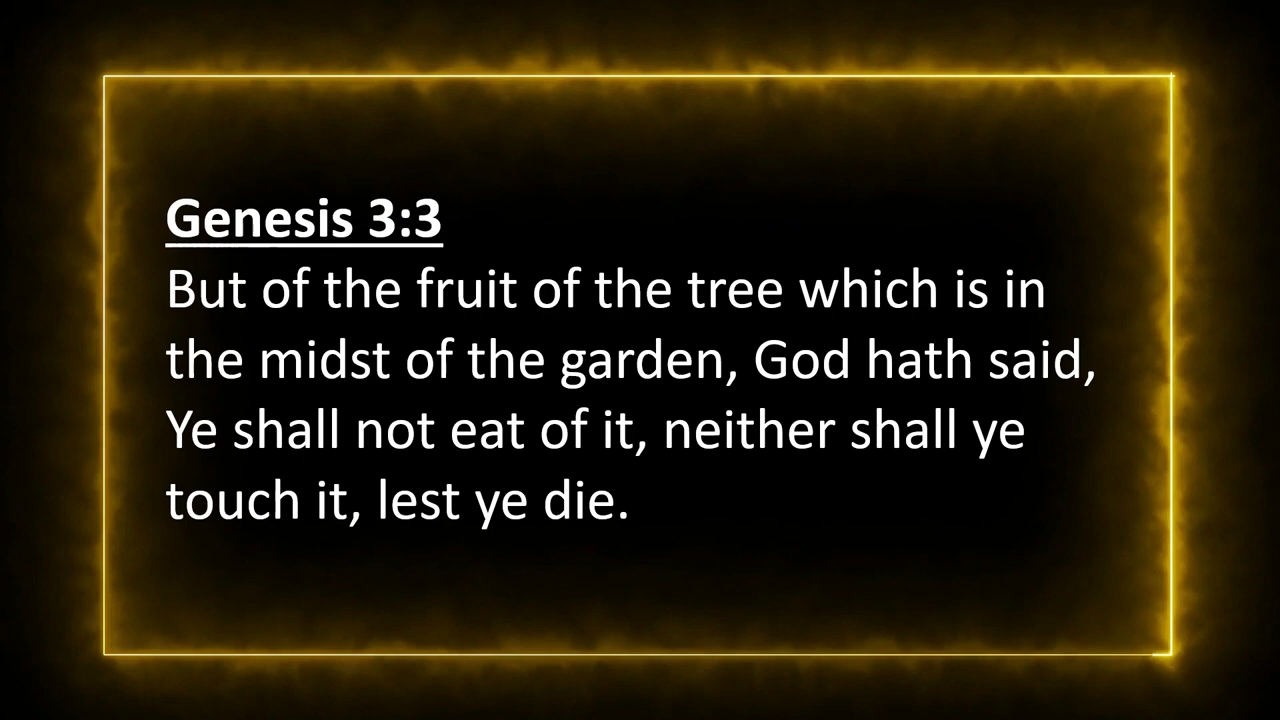 Genesis 3:3
But of the fruit of the tree which is in
the midst of the garden, God hath said,
Ye shall not eat of it, neither shall ye
touch it, lest ye die.